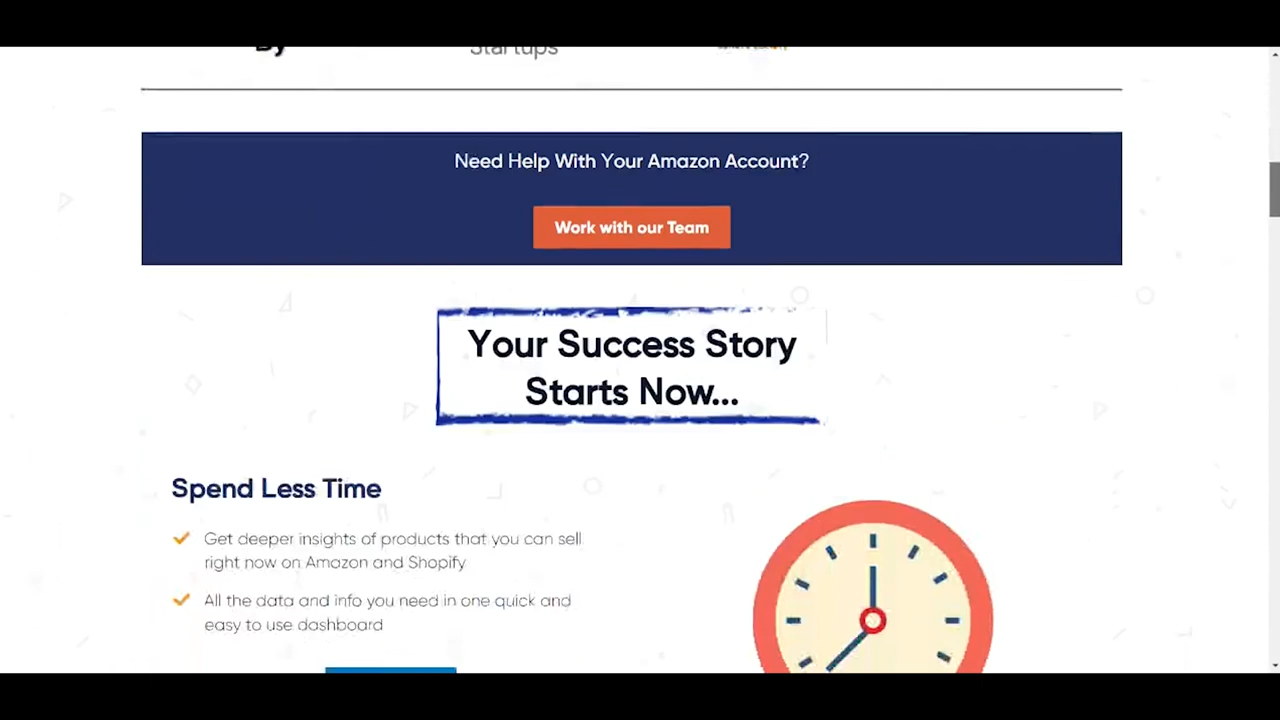 By
Startups
Need Help With Your Amazon Account?
Work with our Team
Your Success Story
Starts Now...
Spend Less Time
Get deeper insights of products that you can sell
right now on Amazon and Shopify
All the data and info you need in one quick and
easy to use dashboard